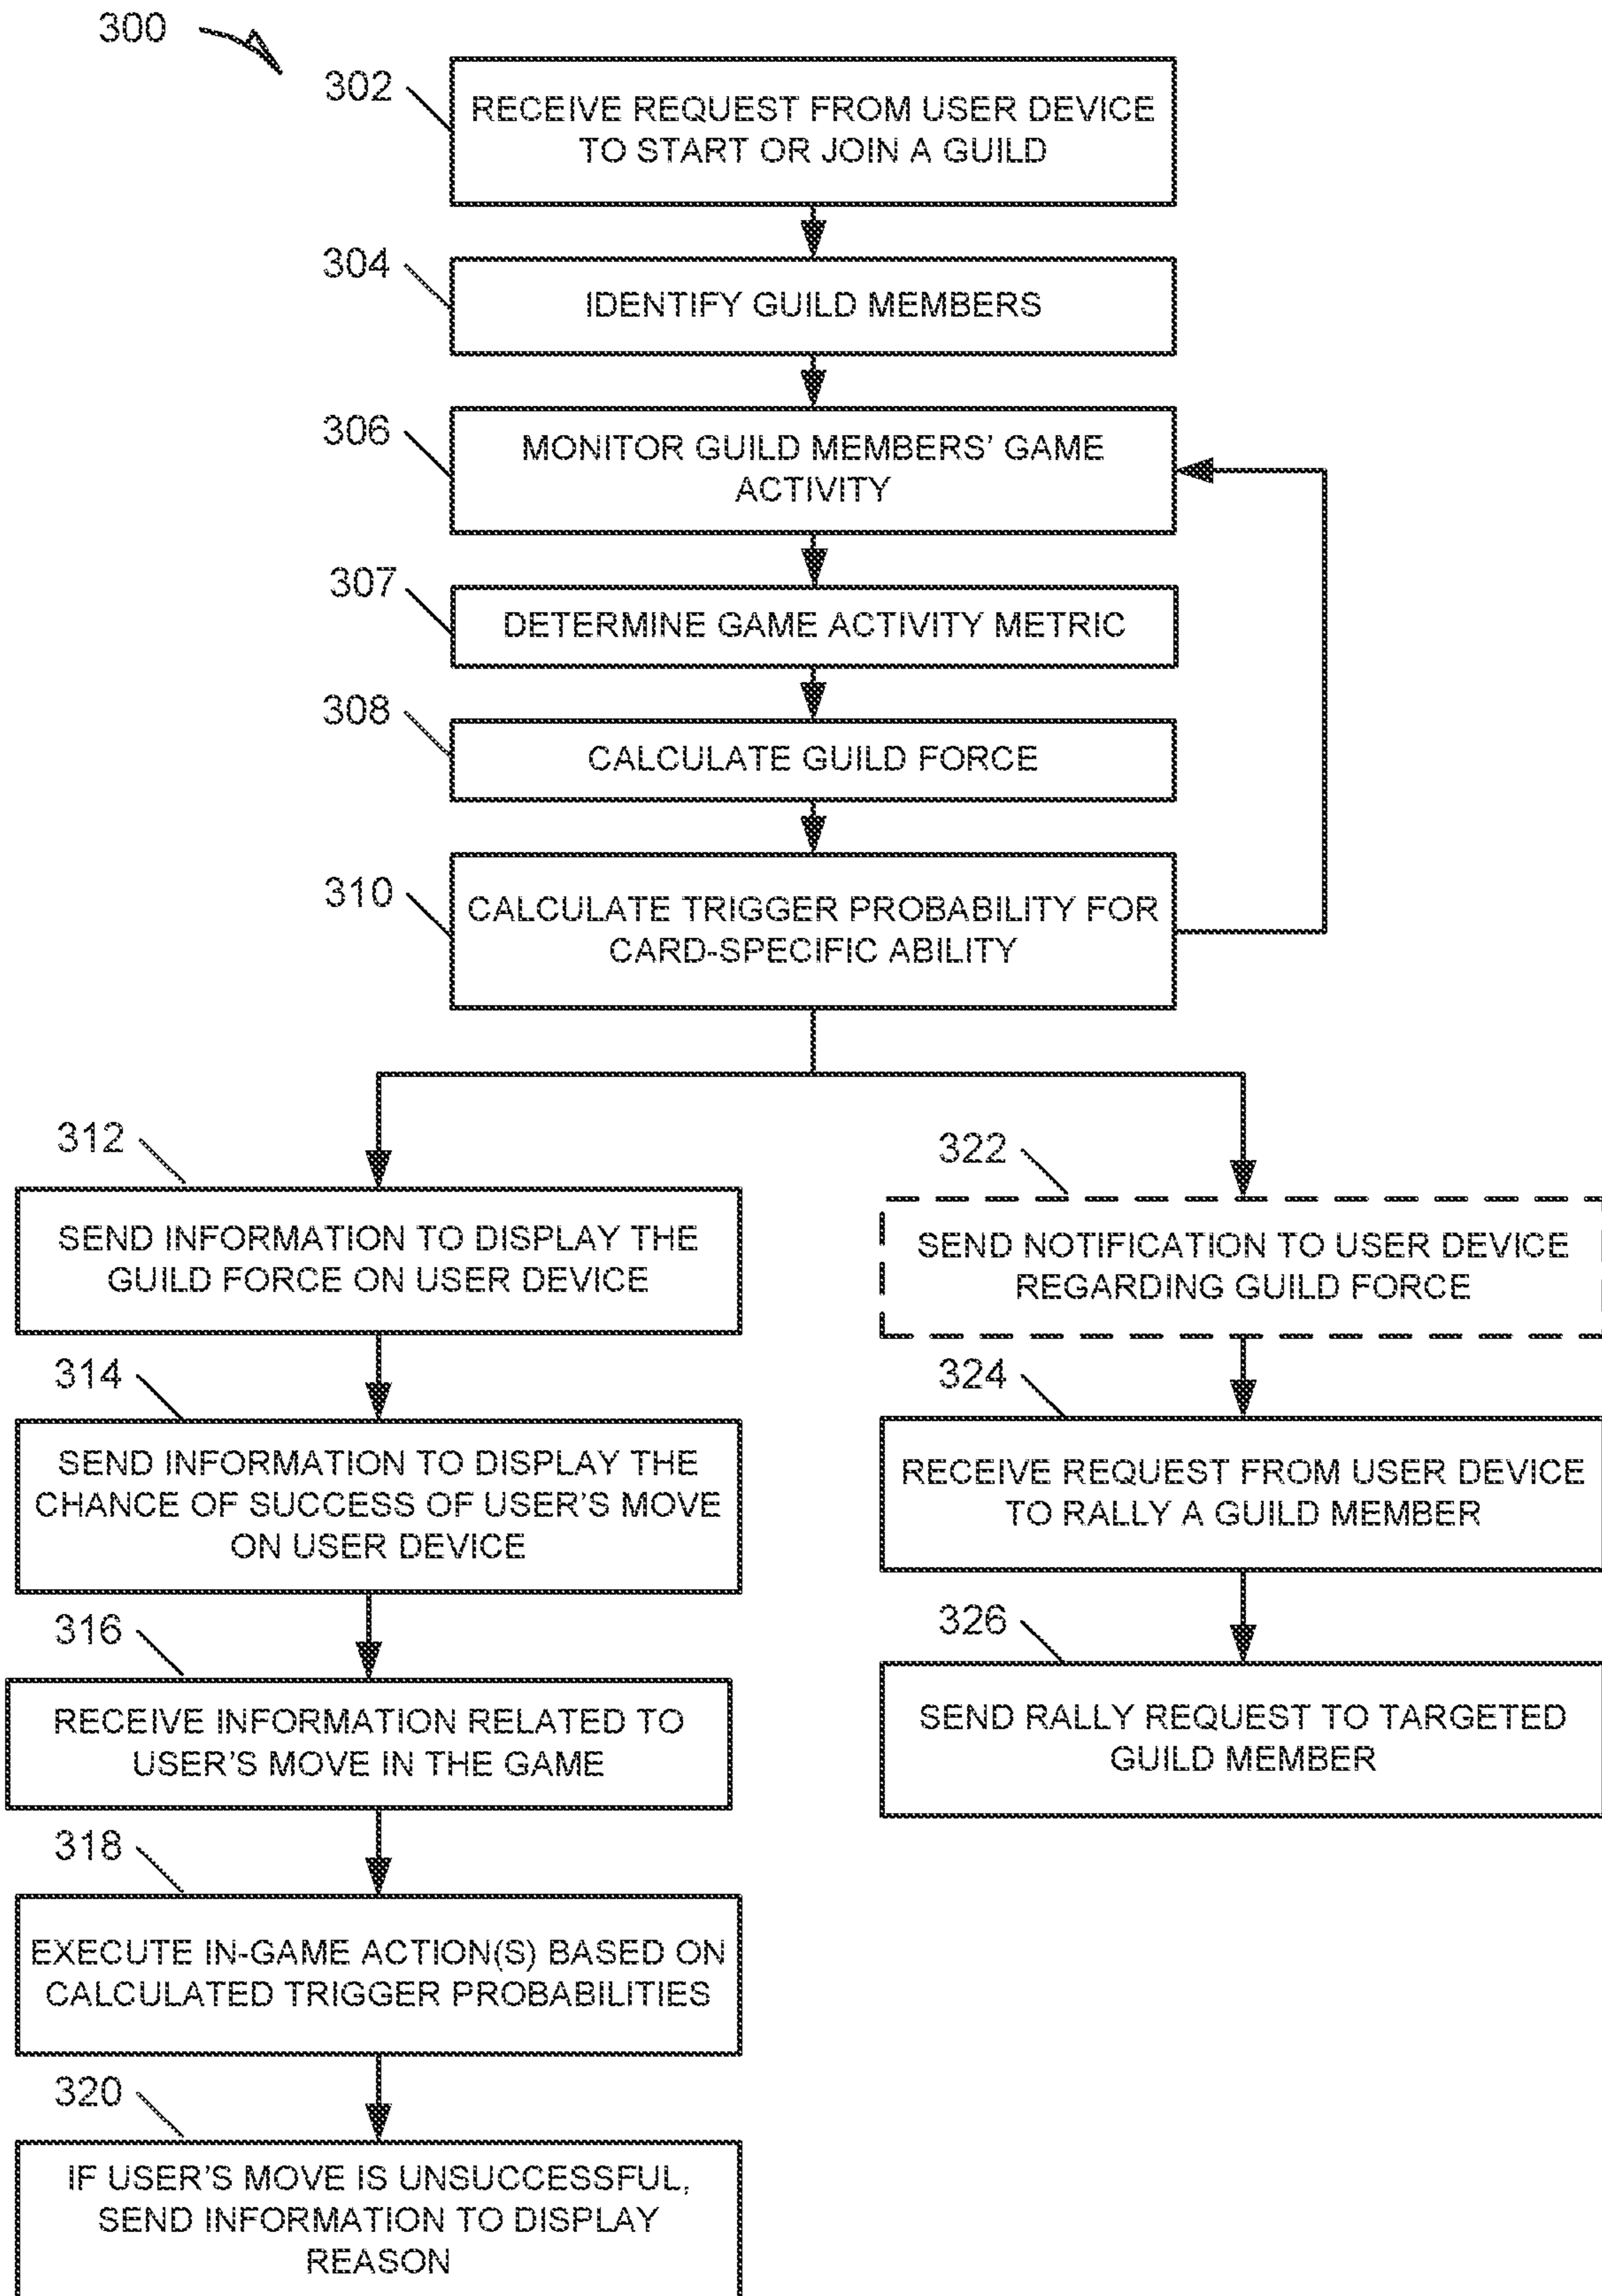 300
302
RECEIVE REQUEST FROM USER DEVICE
TO START OR JOIN A GUILD
304
IDENTIFY GUILD MEMBERS
306
MONITOR GUILD MEMBERS' GAME
ACTIVITY
307
DETERMINE GAME ACTIVITY METRIC
308
CALCULATE GUILD FORCE
310
CALCULATE TRIGGER PROBABILITY FOR
CARD-SPECIFIC ABILITY
312
SEND INFORMATION TO DISPLAY THE
GUILD FORCE ON USER DEVICE
314
SEND INFORMATION TO DISPLAY THE
CHANCE OF SUCCESS OF USER'S MOVE
ON USER DEVICE
316
RECEIVE INFORMATION RELATED TO
USER'S MOVE IN THE GAME
318
EXECUTE IN-GAME ACTION(S) BASED ON
CALCULATED TRIGGER PROBABILITIES
320
IF USER'S MOVE IS UNSUCCESSFUL,
SEND INFORMATION TO DISPLAY
REASON
322
SEND NOTIFICATION TO USER DEVICE
REGARDING GUILD FORCE
324
RECEIVE REQUEST FROM USER DEVICE
TO RALLY A GUILD MEMBER
326
SEND RALLY REQUEST TO TARGETED
GUILD MEMBER